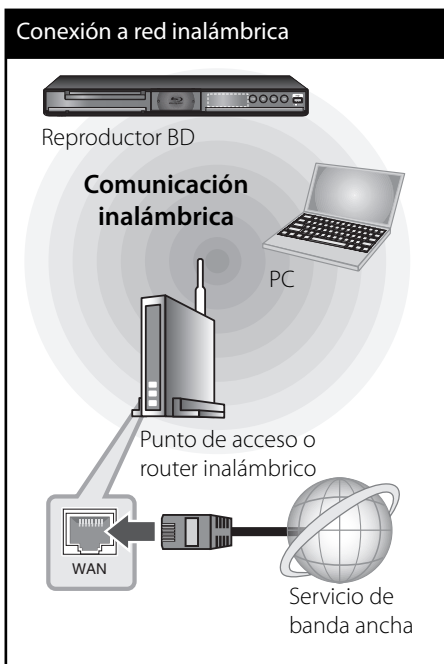 Conexión a red inalámbrica
Reproductor BD
Comunicación
inalámbrica
PC
Punto de acceso o
router inalámbrico
WAN
Servicio de
banda ancha